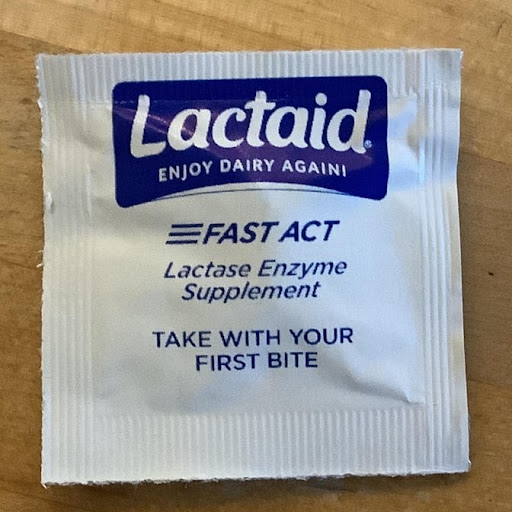 Lactaid®
ENJOY DAIRY AGAIN!
FAST ACT
Lactase Enzyme
Supplement
TAKE WITH YOUR
FIRST BITE